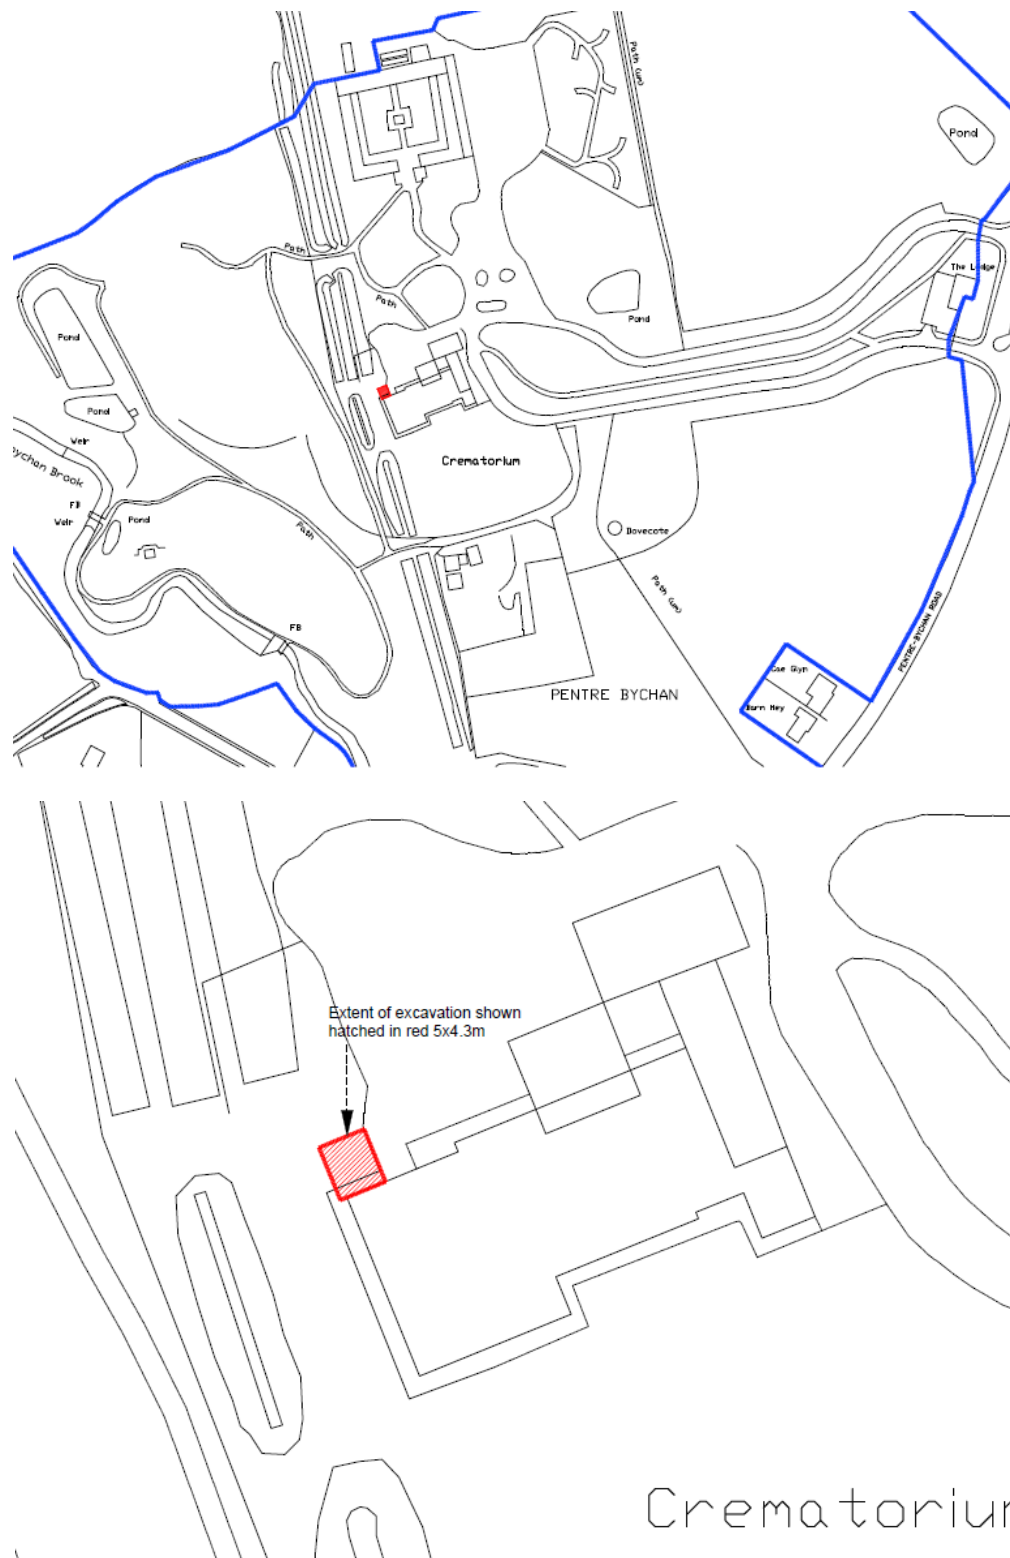 Path (um)
Pond
Path
The Lodge
Path
Pond
Pond
Pond
Weir
Bychan Brook
Crematorium
FB
Weir
Pond
Path
Dovecote
Path (um)
FB
PENTRE-BYCHAN ROAD
Cae Glyn
PENTRE BYCHAN
Barn Hey
Extent of excavation shown
hatched in red 5x4.3m
Crematorium